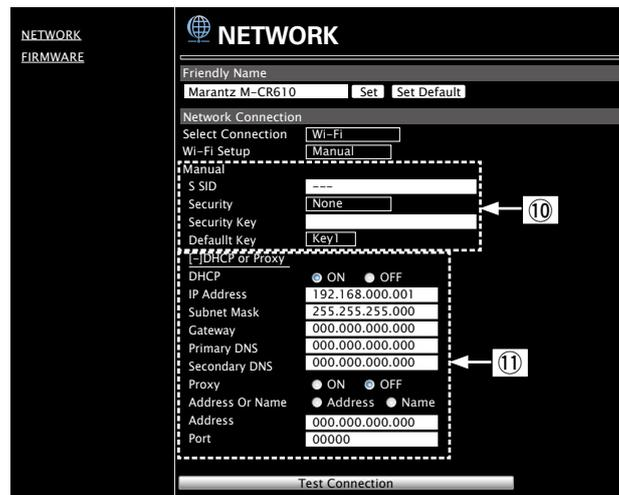 NETWORK
FIRMWARE
NETWORK
Friendly Name
Marantz M-CR610 Set Set Default
Network Connection
Select Connection Wi-Fi
Wi-Fi Setup Manual
Manual
S SID ---
Security None
Security Key
Defaullt Key Key1
[-]DHCP or Proxy
DHCP ON OFF
IP Address 192.168.000.001
Subnet Mask 255.255.255.000
Gateway 000.000.000.000
Primary DNS 000.000.000.000
Secondary DNS 000.000.000.000
Proxy ON OFF
Address Or Name Address Name
Address 000.000.000.000
Port 00000
Test Connection
⑩
⑪